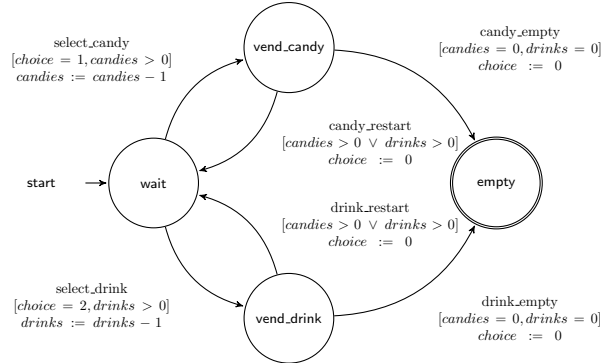 select_candy
[choice = 1, candies > 0]
candies := candies − 1
vend_candy
candy_empty
[candies = 0, drinks = 0]
choice := 0
candy_restart
[candies > 0 ∨ drinks > 0]
choice := 0
start
wait
empty
drink_restart
[candies > 0 ∨ drinks > 0]
choice := 0
select_drink
[choice = 2, drinks > 0]
drinks := drinks − 1
vend_drink
drink_empty
[candies = 0, drinks = 0]
choice := 0